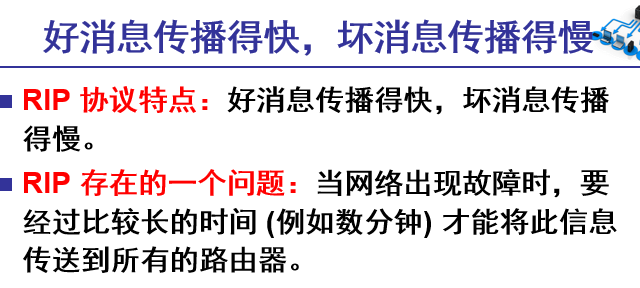 好消息传播得快，坏消息传播得慢
RIP 协议特点：好消息传播得快，坏消息传播
得慢。
RIP 存在的一个问题：当网络出现故障时，要
经过比较长的时间 (例如数分钟) 才能将此信息
传送到所有的路由器。